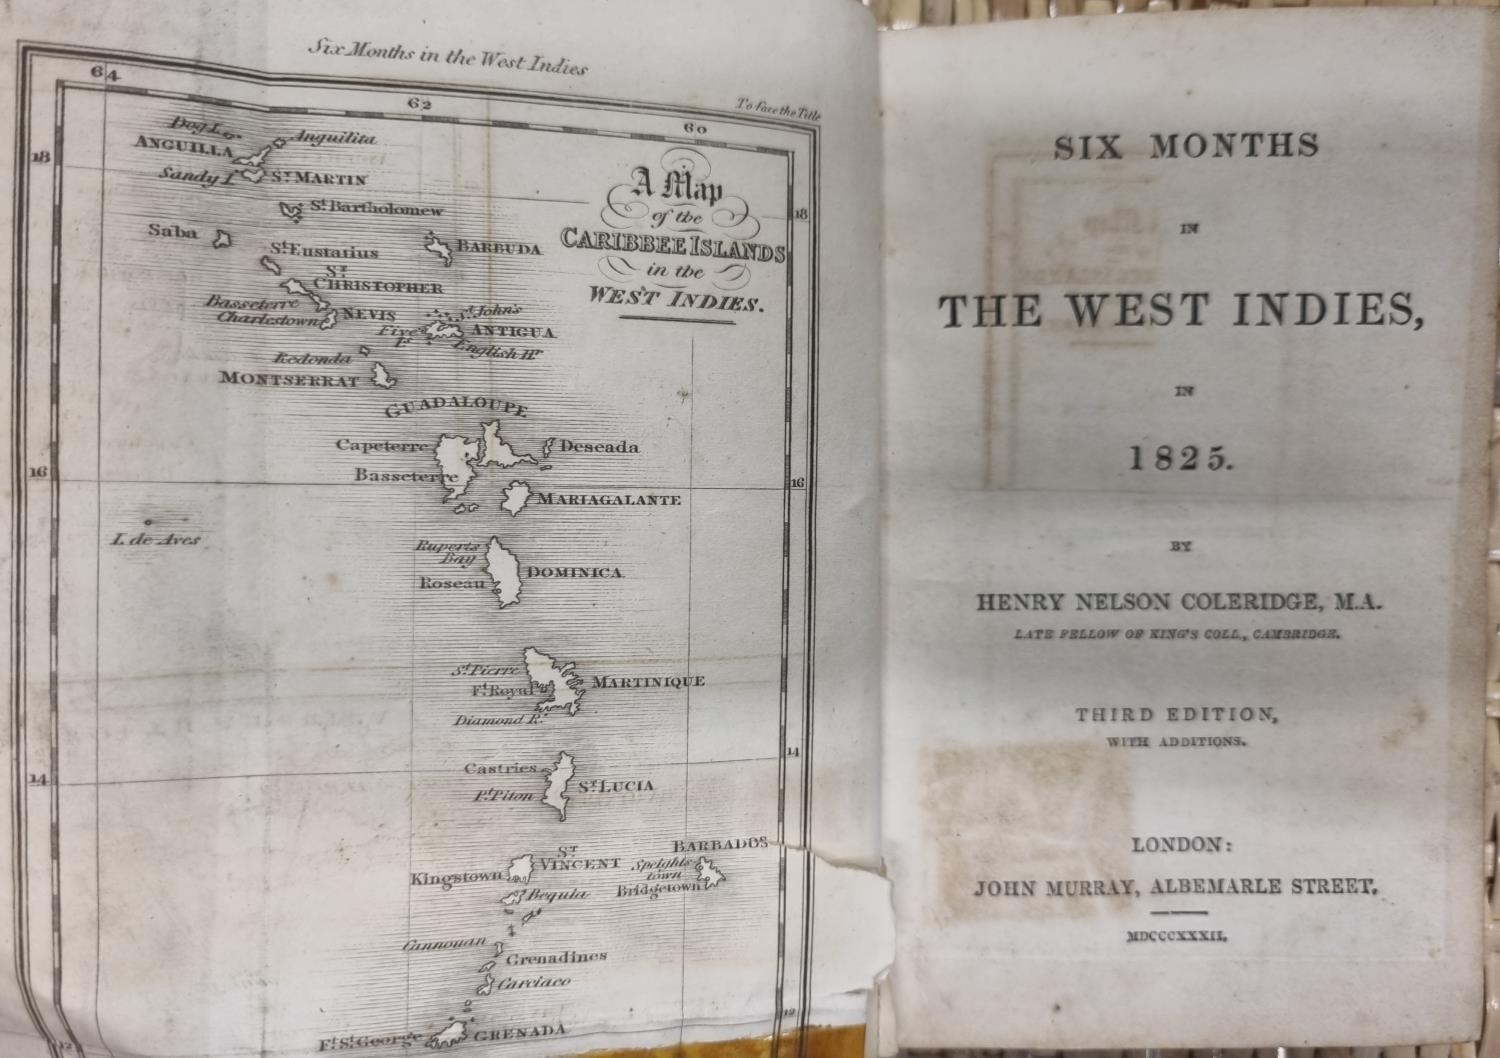 Six Months in the West Indies
To face the Title
64
62
60
18
18
16
16
14
14
12
12
A Map
of the
CARIBBEE ISLANDS
in the
WEST INDIES.
Dog I.
Anguilita
ANGUILLA
Sandy I
ST MARTIN
St Bartholomew
Saba
St Eustatius
BARBUDA
ST
CHRISTOPHER
Basseterre
Charlestown
NEVIS
St John's
Five
I.
ANTIGUA
English Hr
Redonda
MONTSERRAT
GUADALOUPE
Capeterre
Deseada
Basseterre
MARIAGALANTE
I. de Aves
Ruperts
Bay
DOMINICA
Roseau
St Pierre
MARTINIQUE
Ft Royal
Diamond R.
Castries
ST LUCIA
Pt Piton
ST
VINCENT
Kingstown
BARBADOS
Speights
town
Bridgetown
Bequia
Cannouan
Grenadines
Carriaco
Ft St George
GRENADA
SIX MONTHS
IN
THE WEST INDIES,
IN
1825.
BY
HENRY NELSON COLERIDGE, M.A.
LATE FELLOW OF KING'S COLL., CAMBRIDGE.
THIRD EDITION,
WITH ADDITIONS.
LONDON:
JOHN MURRAY, ALBEMARLE STREET.
MDCCCXXXII.